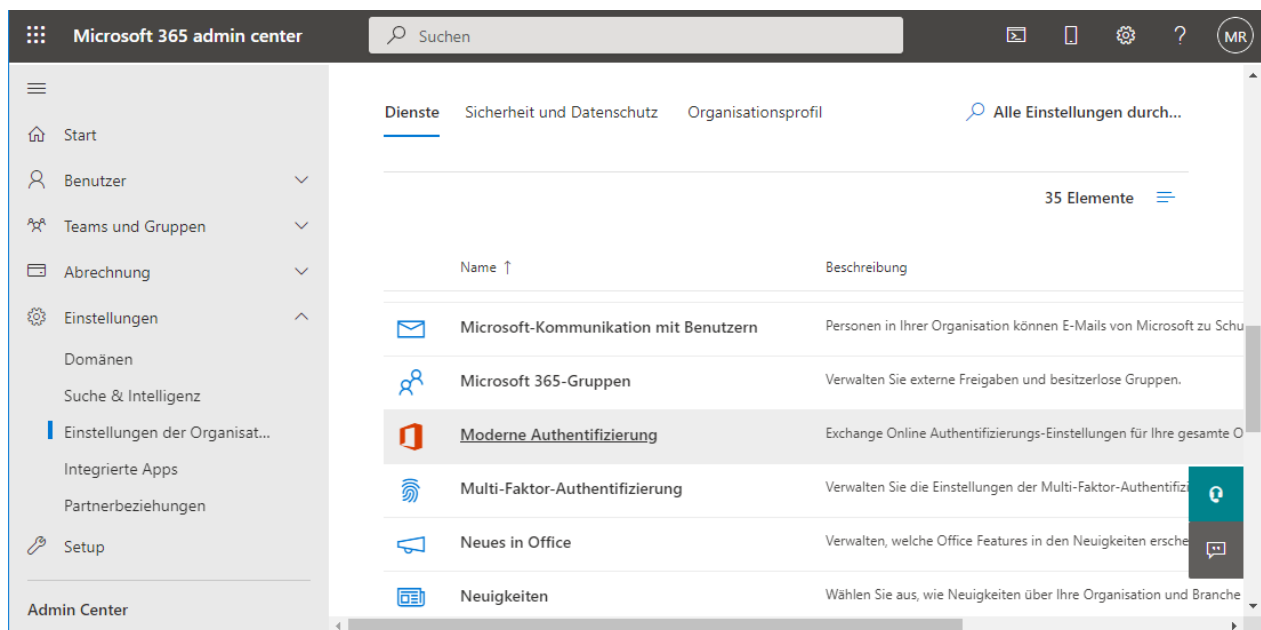 Microsoft 365 admin center
Suchen
?
MR
Start
Benutzer
Teams und Gruppen
Abrechnung
Einstellungen
Domänen
Suche & Intelligenz
Einstellungen der Organisat...
Integrierte Apps
Partnerbeziehungen
Setup
Admin Center
Dienste Sicherheit und Datenschutz Organisationsprofil Alle Einstellungen durch...
35 Elemente
Name ↑ Beschreibung
Microsoft-Kommunikation mit Benutzern Personen in Ihrer Organisation können E-Mails von Microsoft zu Schu
Microsoft 365-Gruppen Verwalten Sie externe Freigaben und besitzerlose Gruppen.
Moderne Authentifizierung Exchange Online Authentifizierungs-Einstellungen für Ihre gesamte O
Multi-Faktor-Authentifizierung Verwalten Sie die Einstellungen der Multi-Faktor-Authentifizi
Neues in Office Verwalten, welche Office Features in den Neuigkeiten ersche
Neuigkeiten Wählen Sie aus, wie Neuigkeiten über Ihre Organisation und Branche